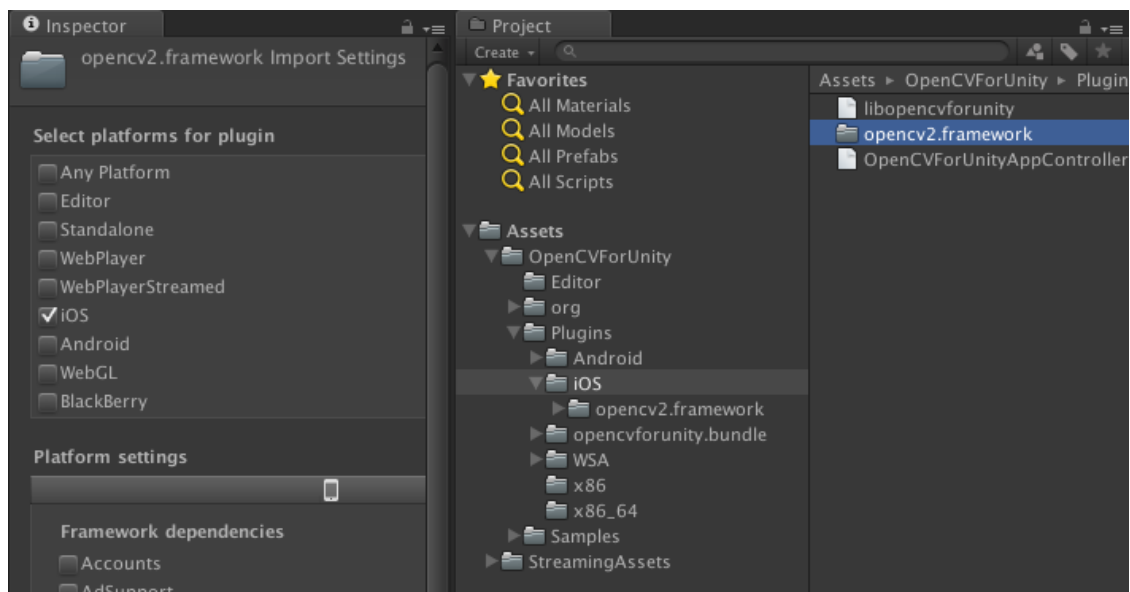 Inspector
opencv2.framework Import Settings
Select platforms for plugin
Any Platform
Editor
Standalone
WebPlayer
WebPlayerStreamed
iOS
Android
WebGL
BlackBerry
Platform settings
Framework dependencies
Accounts
AdSupport
Project
Create
Favorites
All Materials
All Models
All Prefabs
All Scripts
Assets
OpenCVForUnity
Editor
org
Plugins
Android
iOS
opencv2.framework
opencvforunity.bundle
WSA
x86
x86_64
Samples
StreamingAssets
Assets ▸ OpenCVForUnity ▸ Plugin
libopencvforunity
opencv2.framework
OpenCVForUnityAppController